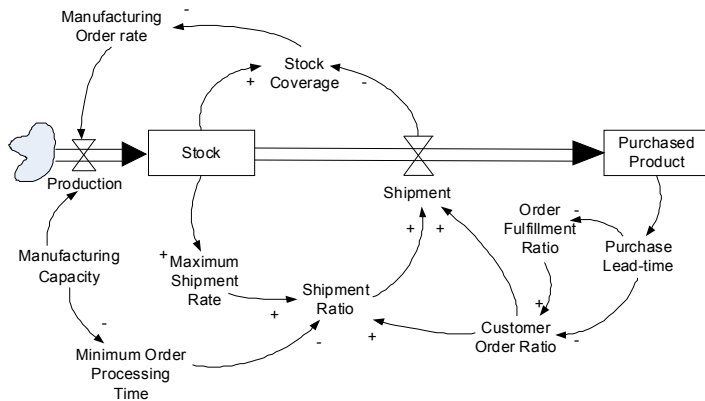 Manufacturing
Order rate
-
-
Stock
Coverage
+
-
Stock
Purchased
Product
Production
Shipment
Order
Fulfillment
Ratio
-
+
+
Manufacturing
Capacity
+
Maximum
Shipment
Rate
Purchase
Lead-time
Shipment
Ratio
+
+
-
Customer
Order Ratio
-
+
-
Minimum Order
Processing
Time